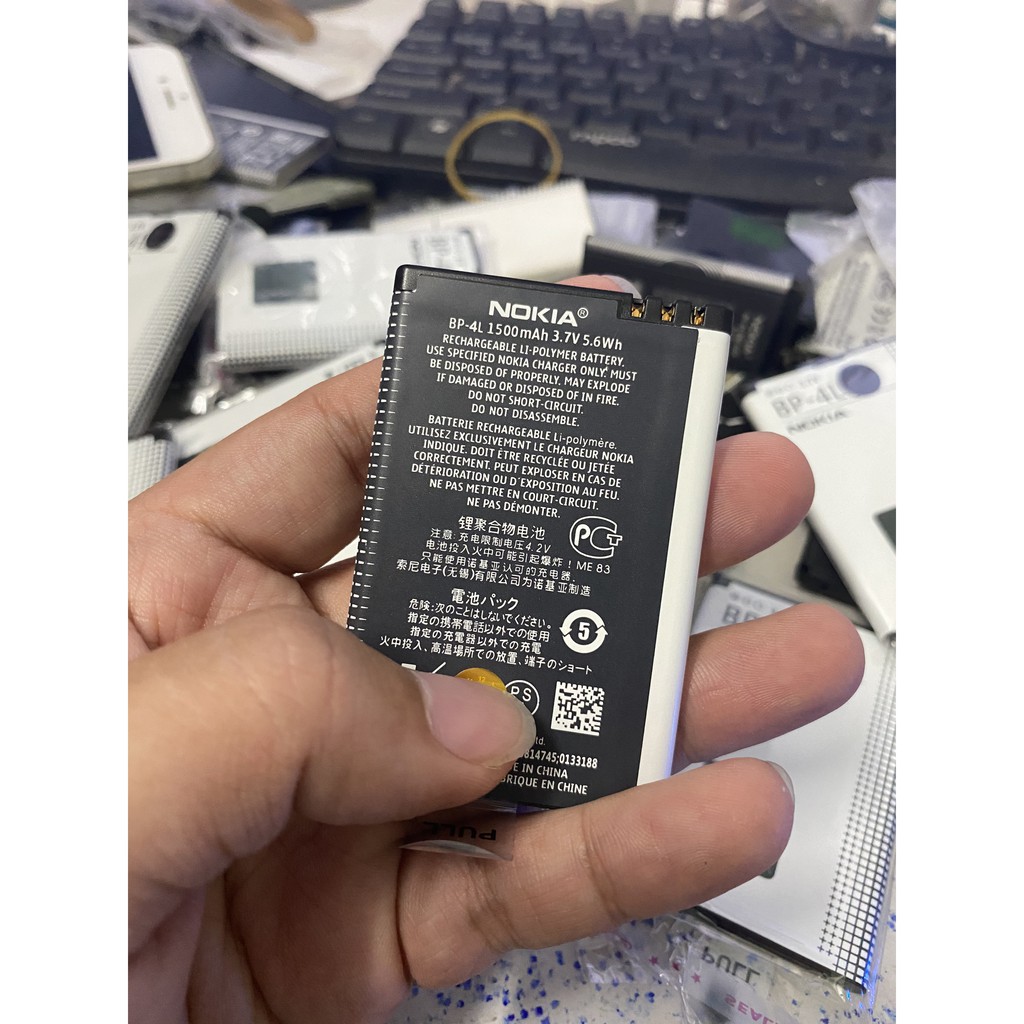 NOKIA®
BP-4L 1500mAh 3.7V 5.6Wh
RECHARGEABLE LI-POLYMER BATTERY.
USE SPECIFIED NOKIA CHARGER ONLY. MUST
BE DISPOSED OF PROPERLY. MAY EXPLODE
IF DAMAGED OR DISPOSED OF IN FIRE.
DO NOT SHORT-CIRCUIT.
DO NOT DISASSEMBLE.
BATTERIE RECHARGEABLE Li-polymère.
UTILISEZ EXCLUSIVEMENT LE CHARGEUR NOKIA
INDIQUE. DOIT ÊTRE RECYCLÉE OU JETÉE
CORRECTEMENT. PEUT EXPLOSER EN CAS DE
DÉTÉRIORATION OU D'EXPOSITION AU FEU.
NE PAS METTRE EN COURT-CIRCUIT.
NE PAS DÉMONTER.
锂聚合物电池
注意:充电限制电压4.2V
电池投入火中可能引起爆炸! ME 83
只能使用诺基亚认可的充电器.
索尼电子(无锡)有限公司为诺基亚制造
電池パック
危険:次のことはしないでください。
指定の携帯電話以外での使用
指定の充電器以外での充電
火中投入、高温場所での放置、端子のショート
5
PS
td.
814745;0133188
E IN CHINA
RIQUE EN CHINE
PULL
BP-4L
NOKIA
BP
PULL
SEAL